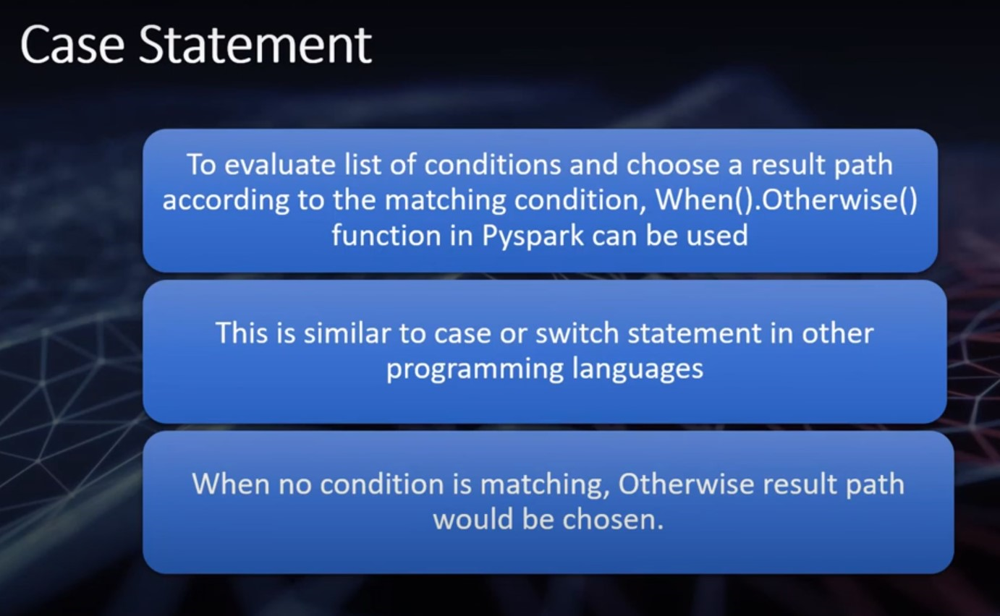 Case Statement
To evaluate list of conditions and choose a result path
according to the matching condition, When().Otherwise()
function in Pyspark can be used
This is similar to case or switch statement in other
programming languages
When no condition is matching, Otherwise result path
would be chosen.